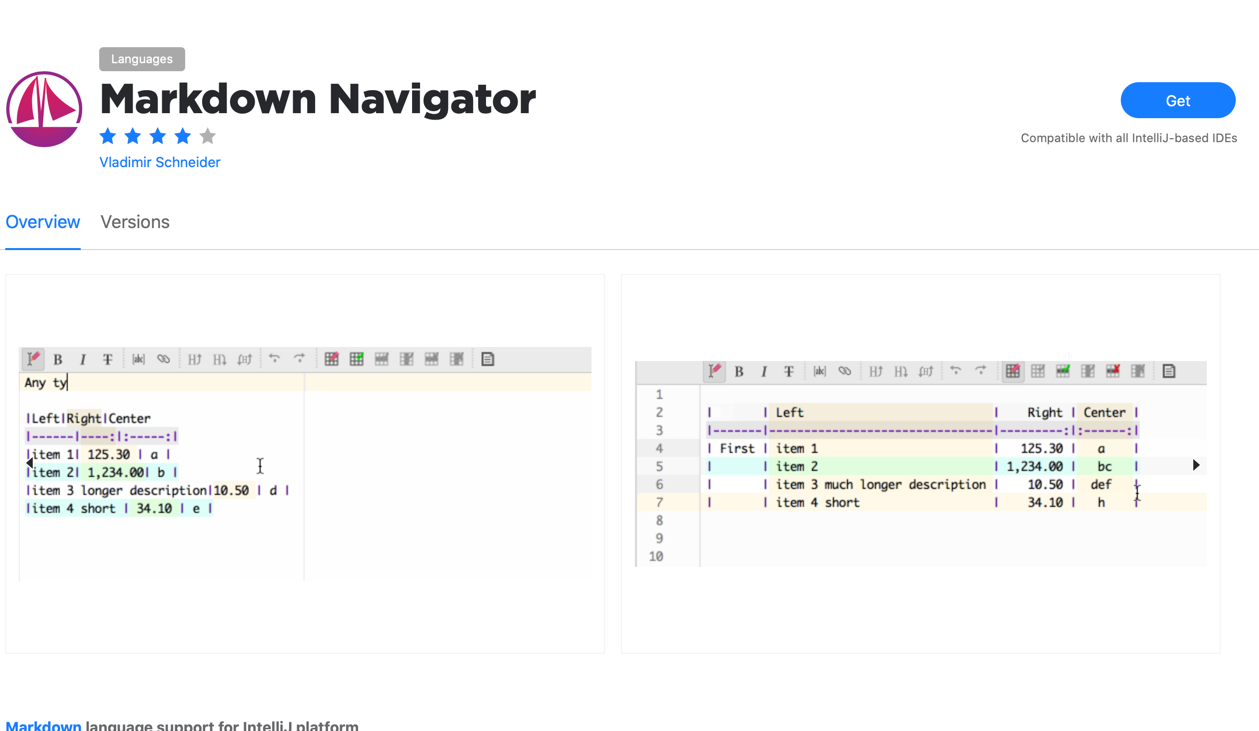 Languages
Markdown Navigator
Vladimir Schneider
Get
Compatible with all IntelliJ-based IDEs
Overview
Versions
B I T
Any ty
|Left|Right|Center
|------|----:|:-----:|
|item 1| 125.30 | a |
|item 2| 1,234.00| b |
|item 3 longer description|10.50 | d |
|item 4 short | 34.10 | e |
B I T
1
2 | | Left | Right | Center |
3 |-------|-------------------------------|---------:|:------:|
4 | First | item 1 | 125.30 | a |
5 | | item 2 | 1,234.00 | bc |
6 | | item 3 much longer description | 10.50 | def |
7 | | item 4 short | 34.10 | h |
8
9
10
Markdown language support for IntelliJ platform